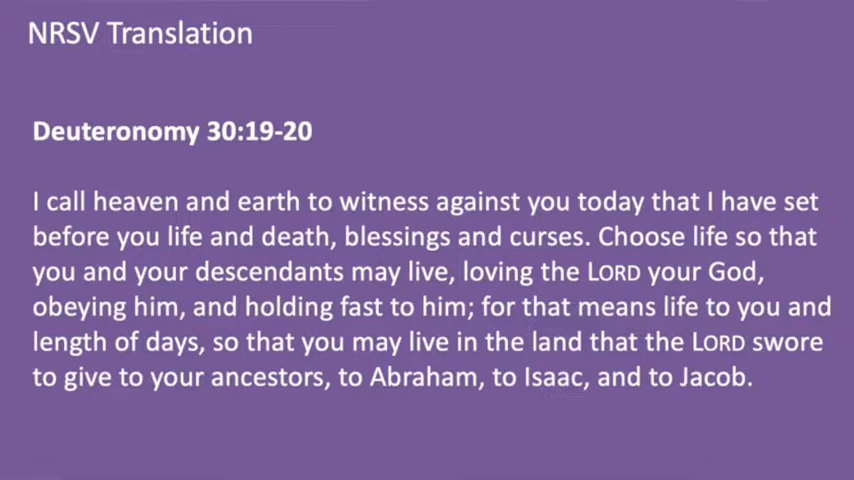 NRSV Translation
Deuteronomy 30:19-20
I call heaven and earth to witness against you today that I have set
before you life and death, blessings and curses. Choose life so that
you and your descendants may live, loving the LORD your God,
obeying him, and holding fast to him; for that means life to you and
length of days, so that you may live in the land that the LORD swore
to give to your ancestors, to Abraham, to Isaac, and to Jacob.